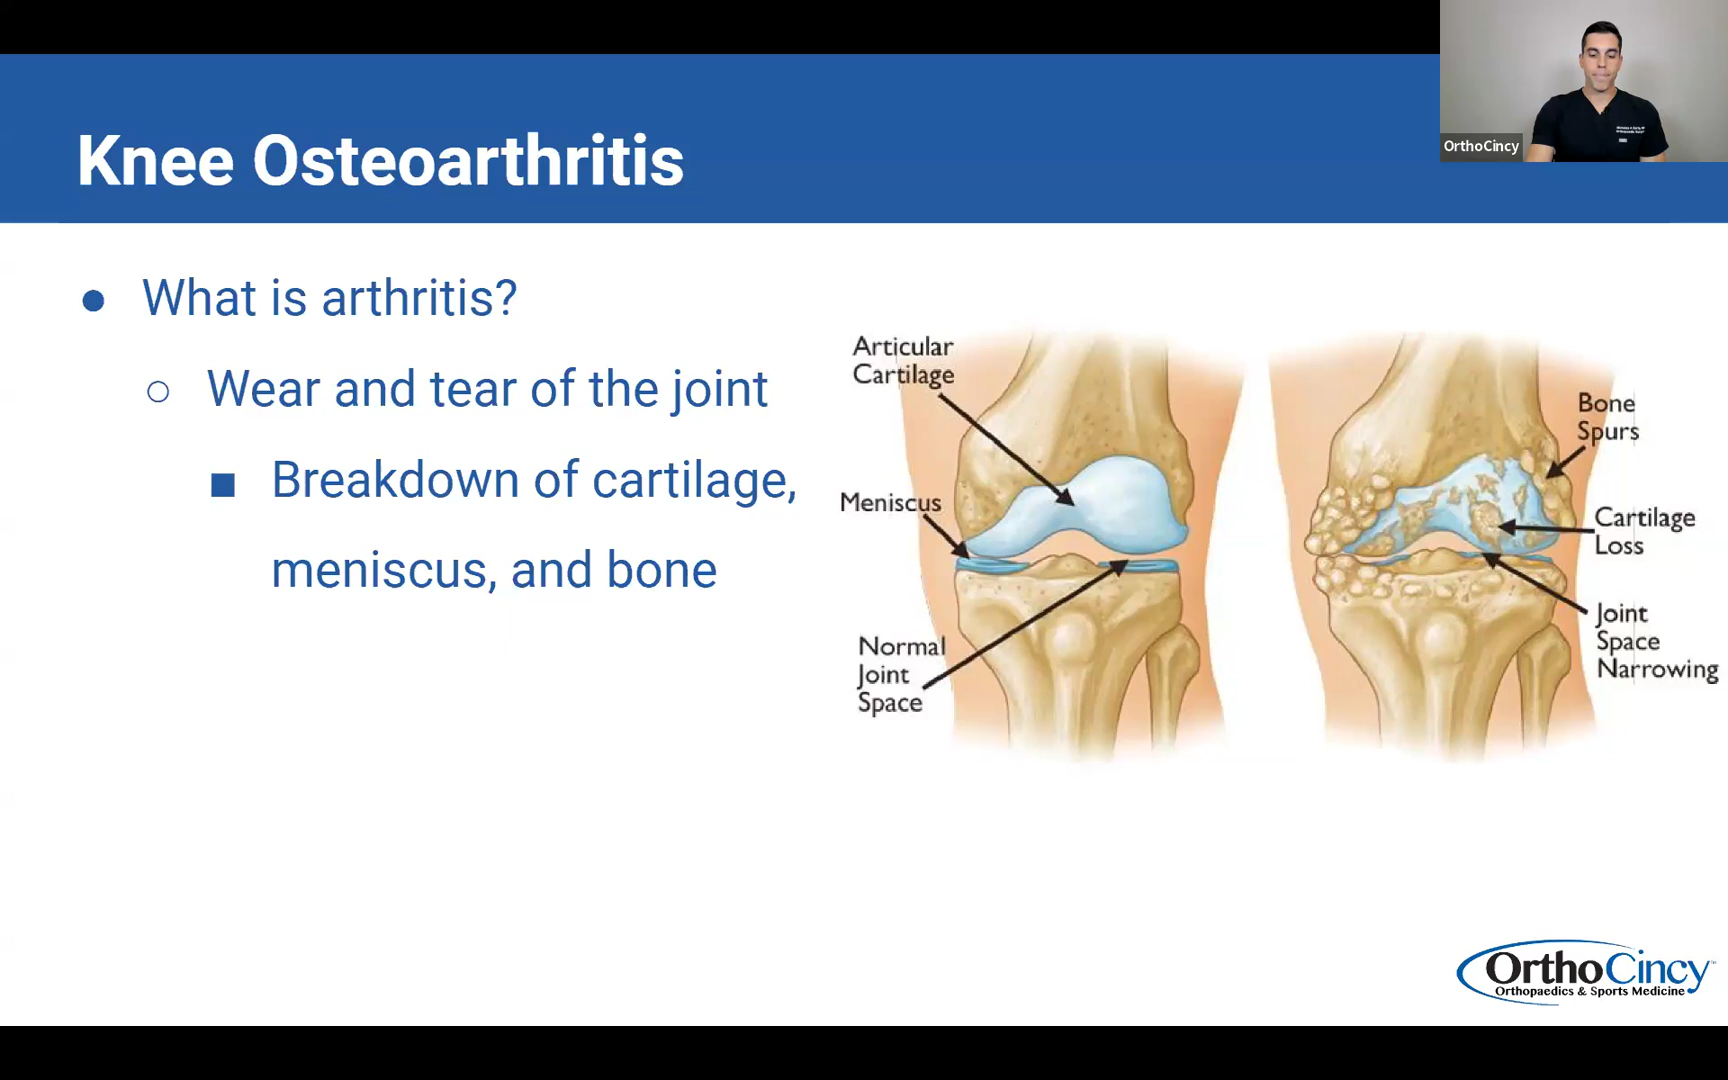 OrthoCincy
Knee Osteoarthritis
What is arthritis?
Wear and tear of the joint
Breakdown of cartilage,
meniscus, and bone
Articular
Cartilage
Meniscus
Normal
Joint
Space
Bone
Spurs
Cartilage
Loss
Joint
Space
Narrowing
OrthoCincy™
Orthopaedics & Sports Medicine